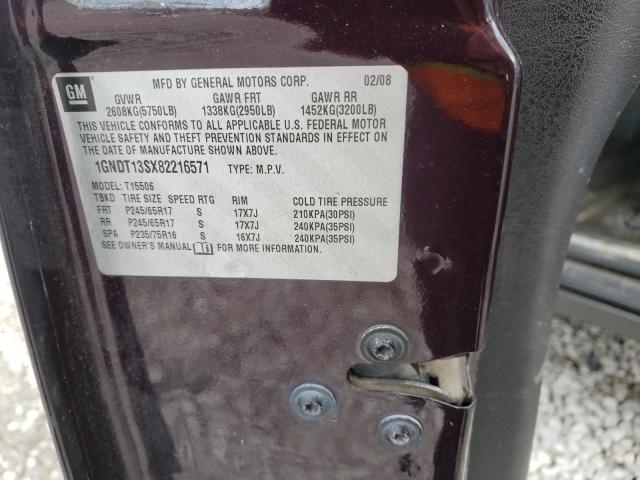 GM
MFD BY GENERAL MOTORS CORP. 02/08
GVWR GAWR FRT GAWR RR
2608KG(5750LB) 1338KG(2950LB) 1452KG(3200LB)
THIS VEHICLE CONFORMS TO ALL APPLICABLE U.S. FEDERAL MOTOR
VEHICLE SAFETY AND THEFT PREVENTION STANDARDS IN EFFECT ON
THE DATE OF MANUFACTURE SHOWN ABOVE.
1GNDT13SX82216571 TYPE: M.P.V.
MODEL: T15506
TBKD TIRE SIZE SPEED RTG RIM COLD TIRE PRESSURE
FRT P245/65R17 S 17X7J 210KPA(30PSI)
RR P245/65R17 S 17X7J 240KPA(35PSI)
SPA P235/75R16 S 16X7J 240KPA(35PSI)
SEE OWNER'S MANUAL FOR MORE INFORMATION.